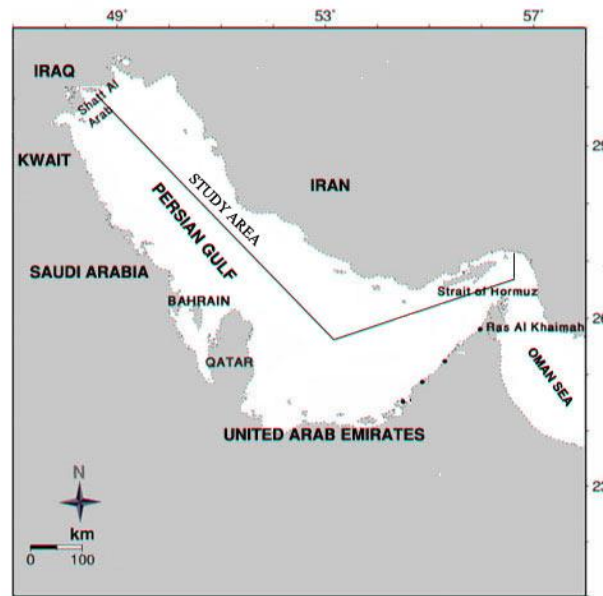 49°
53°
57°
IRAQ
Shatt Al
Arab
KWAIT
IRAN
STUDY AREA
PERSIAN GULF
SAUDI ARABIA
BAHRAIN
Strait of Hormuz
Ras Al Khaimah
QATAR
OMAN SEA
UNITED ARAB EMIRATES
N
km
0 100